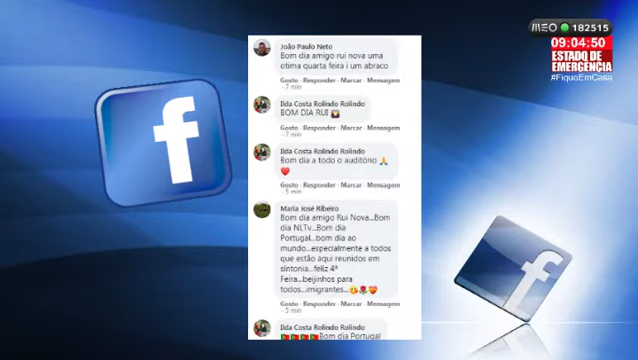 MEO 182515
09:04:50
ESTADO DE
EMERGÊNCIA
#FiqueEmCasa
João Paulo Neto
Bom dia amigo rui nova uma
otima quarta feira i um abraco
Gosto · Responder · Marcar · Mensagem
· 7 min
Ilda Costa Rolindo Rolindo
BOM DIA RUI
Gosto · Responder · Marcar · Mensagem
· 7 min
Ilda Costa Rolindo Rolindo
Bom dia a todo o auditório 🙏
❤️
Gosto · Responder · Marcar · Mensagem
· 5 min
Maria José Ribeiro
Bom dia amigo Rui Nova...Bom
dia NLTv...Bom dia
Portugal...bom dia ao
mundo...especialmente a todos
que estão aqui reunidos em
sintonia...feliz 4ª
Feira...beijinhos para
todos...imigrantes...😘🌹❤️
Gosto · Responder · Marcar · Mensagem
· 5 min
Ilda Costa Rolindo Rolindo
🇵🇹🇵🇹🇵🇹🇵🇹Bom dia Portugal